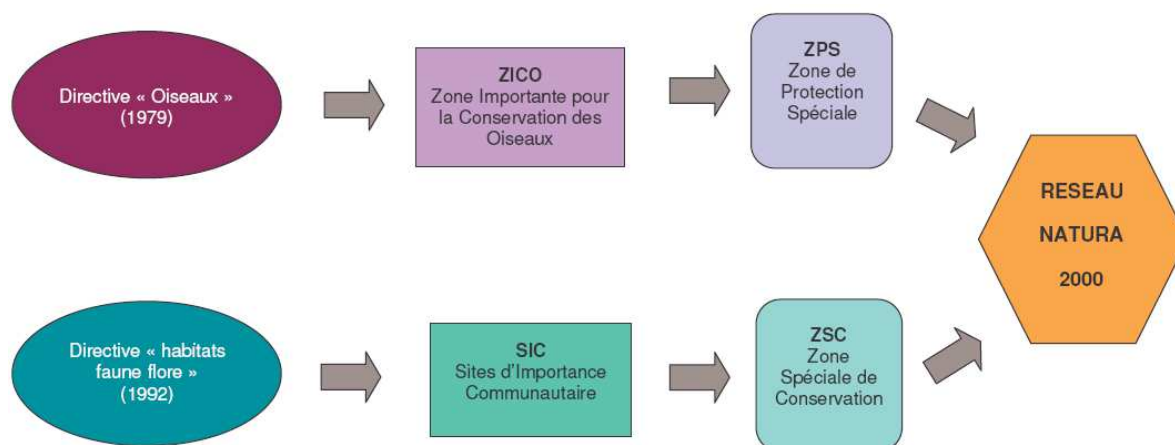 Directive « Oiseaux »
(1979)
ZICO
Zone Importante pour
la Conservation des
Oiseaux
ZPS
Zone de
Protection
Spéciale
RESEAU
NATURA
2000
Directive « habitats
faune flore »
(1992)
SIC
Sites d'Importance
Communautaire
ZSC
Zone
Spéciale de
Conservation